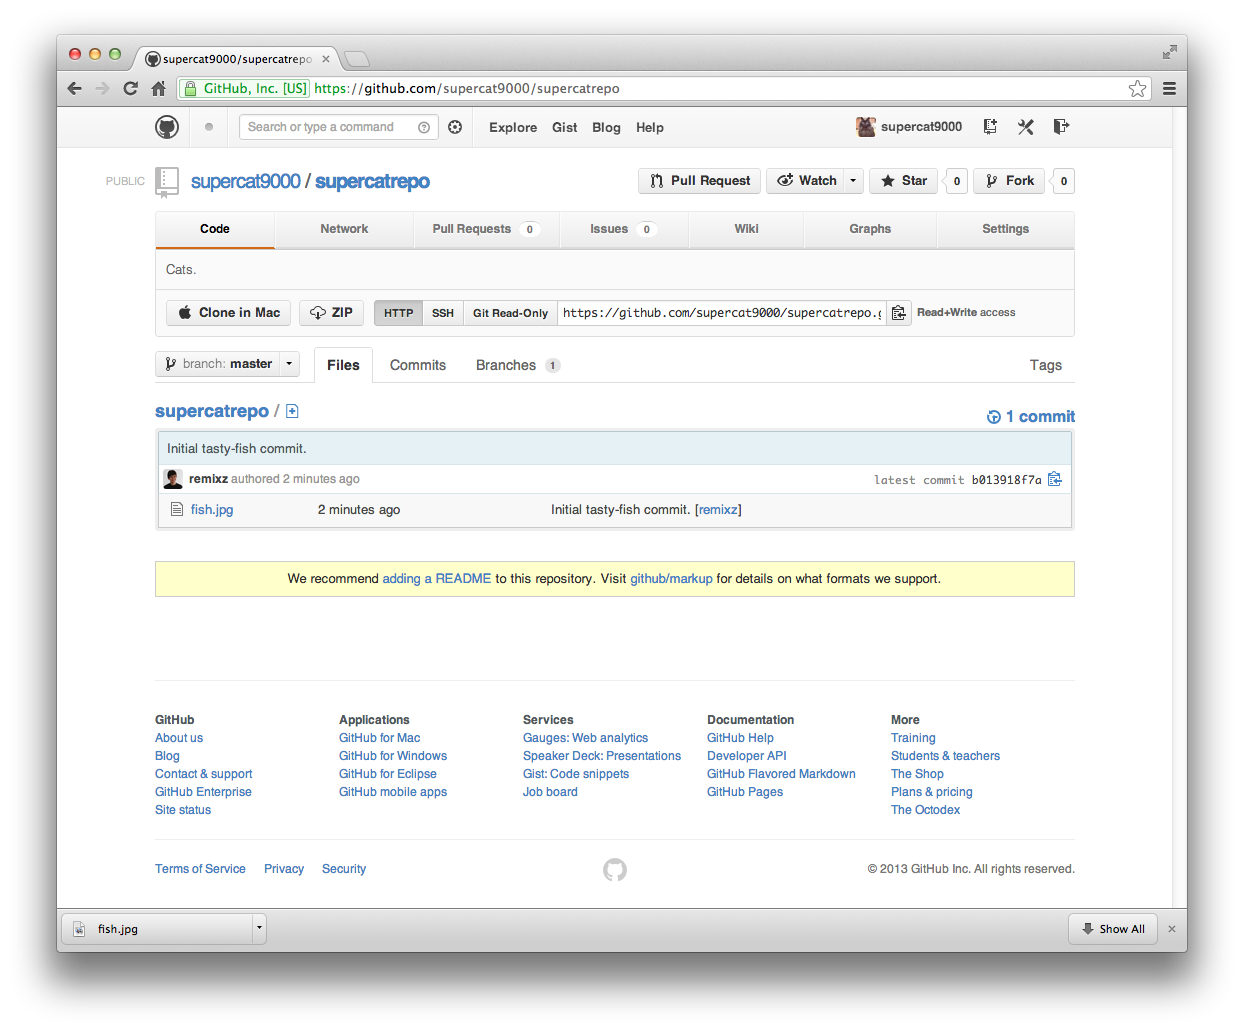 supercat9000/supercatrepo
GitHub, Inc. [US] https://github.com/supercat9000/supercatrepo
Search or type a command Explore Gist Blog Help supercat9000
PUBLIC supercat9000 / supercatrepo Pull Request Watch Star 0 Fork 0
Code Network Pull Requests 0 Issues 0 Wiki Graphs Settings
Cats.
Clone in Mac ZIP HTTP SSH Git Read-Only https://github.com/supercat9000/supercatrepo.g Read+Write access
branch: master Files Commits Branches 1 Tags
supercatrepo / 1 commit
Initial tasty-fish commit.
remixz authored 2 minutes ago latest commit b013918f7a
fish.jpg 2 minutes ago Initial tasty-fish commit. [remixz]
We recommend adding a README to this repository. Visit github/markup for details on what formats we support.
GitHub Applications Services Documentation More
About us GitHub for Mac Gauges: Web analytics GitHub Help Training
Blog GitHub for Windows Speaker Deck: Presentations Developer API Students & teachers
Contact & support GitHub for Eclipse Gist: Code snippets GitHub Flavored Markdown The Shop
GitHub Enterprise GitHub mobile apps Job board GitHub Pages Plans & pricing
Site status The Octodex
Terms of Service Privacy Security © 2013 GitHub Inc. All rights reserved.
fish.jpg Show All